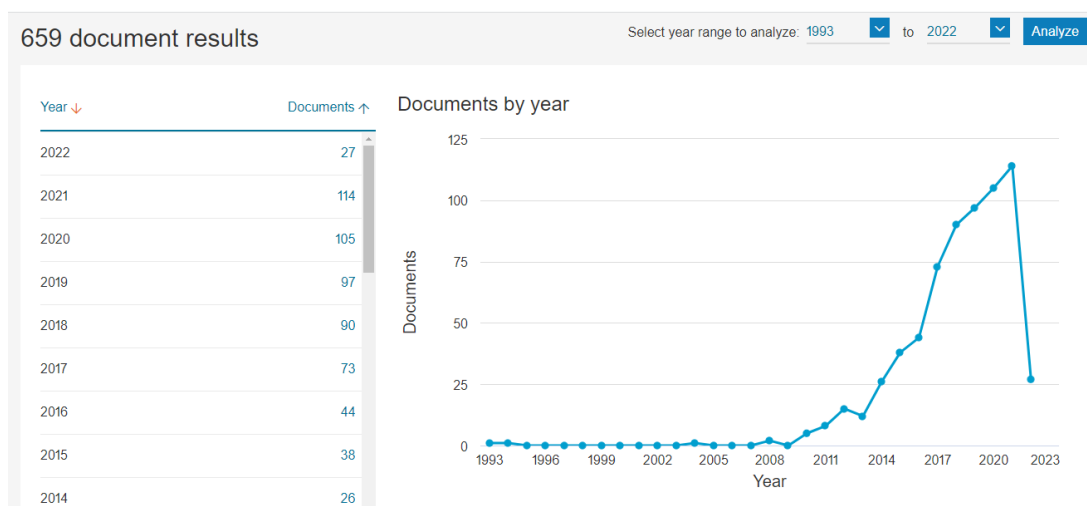 659 document results
Select year range to analyze: 1993 to 2022 Analyze
Year Documents
2022 27
2021 114
2020 105
2019 97
2018 90
2017 73
2016 44
2015 38
2014 26
Documents by year
125
100
75
50
25
0
Documents
1993 1996 1999 2002 2005 2008 2011 2014 2017 2020 2023
Year